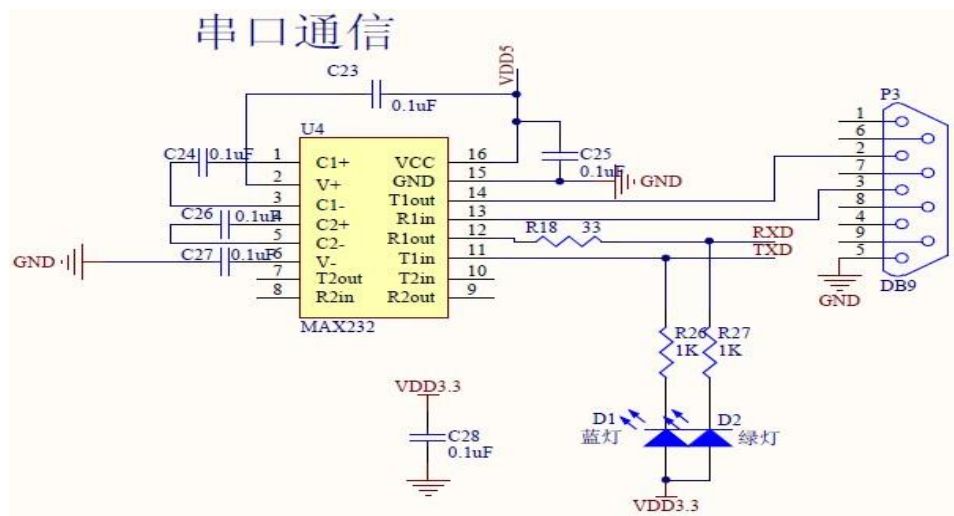 串口通信
C23
0.1uF
VDD5
U4
C24 0.1uF
1 C1+ VCC 16
2 V+ GND 15
3 C1- T1out 14
C26 0.1uF
4 C2+ R1in 13
5 C2- R1out 12
C27 0.1uF
6 V- T1in 11
7 T2out T2in 10
8 R2in R2out 9
MAX232
GND
C25
0.1uF
GND
R18 33
RXD
TXD
P3
1
6
2
7
3
8
4
9
5
DB9
GND
R26
1K
R27
1K
D1
蓝灯
D2
绿灯
VDD3.3
VDD3.3
C28
0.1uF